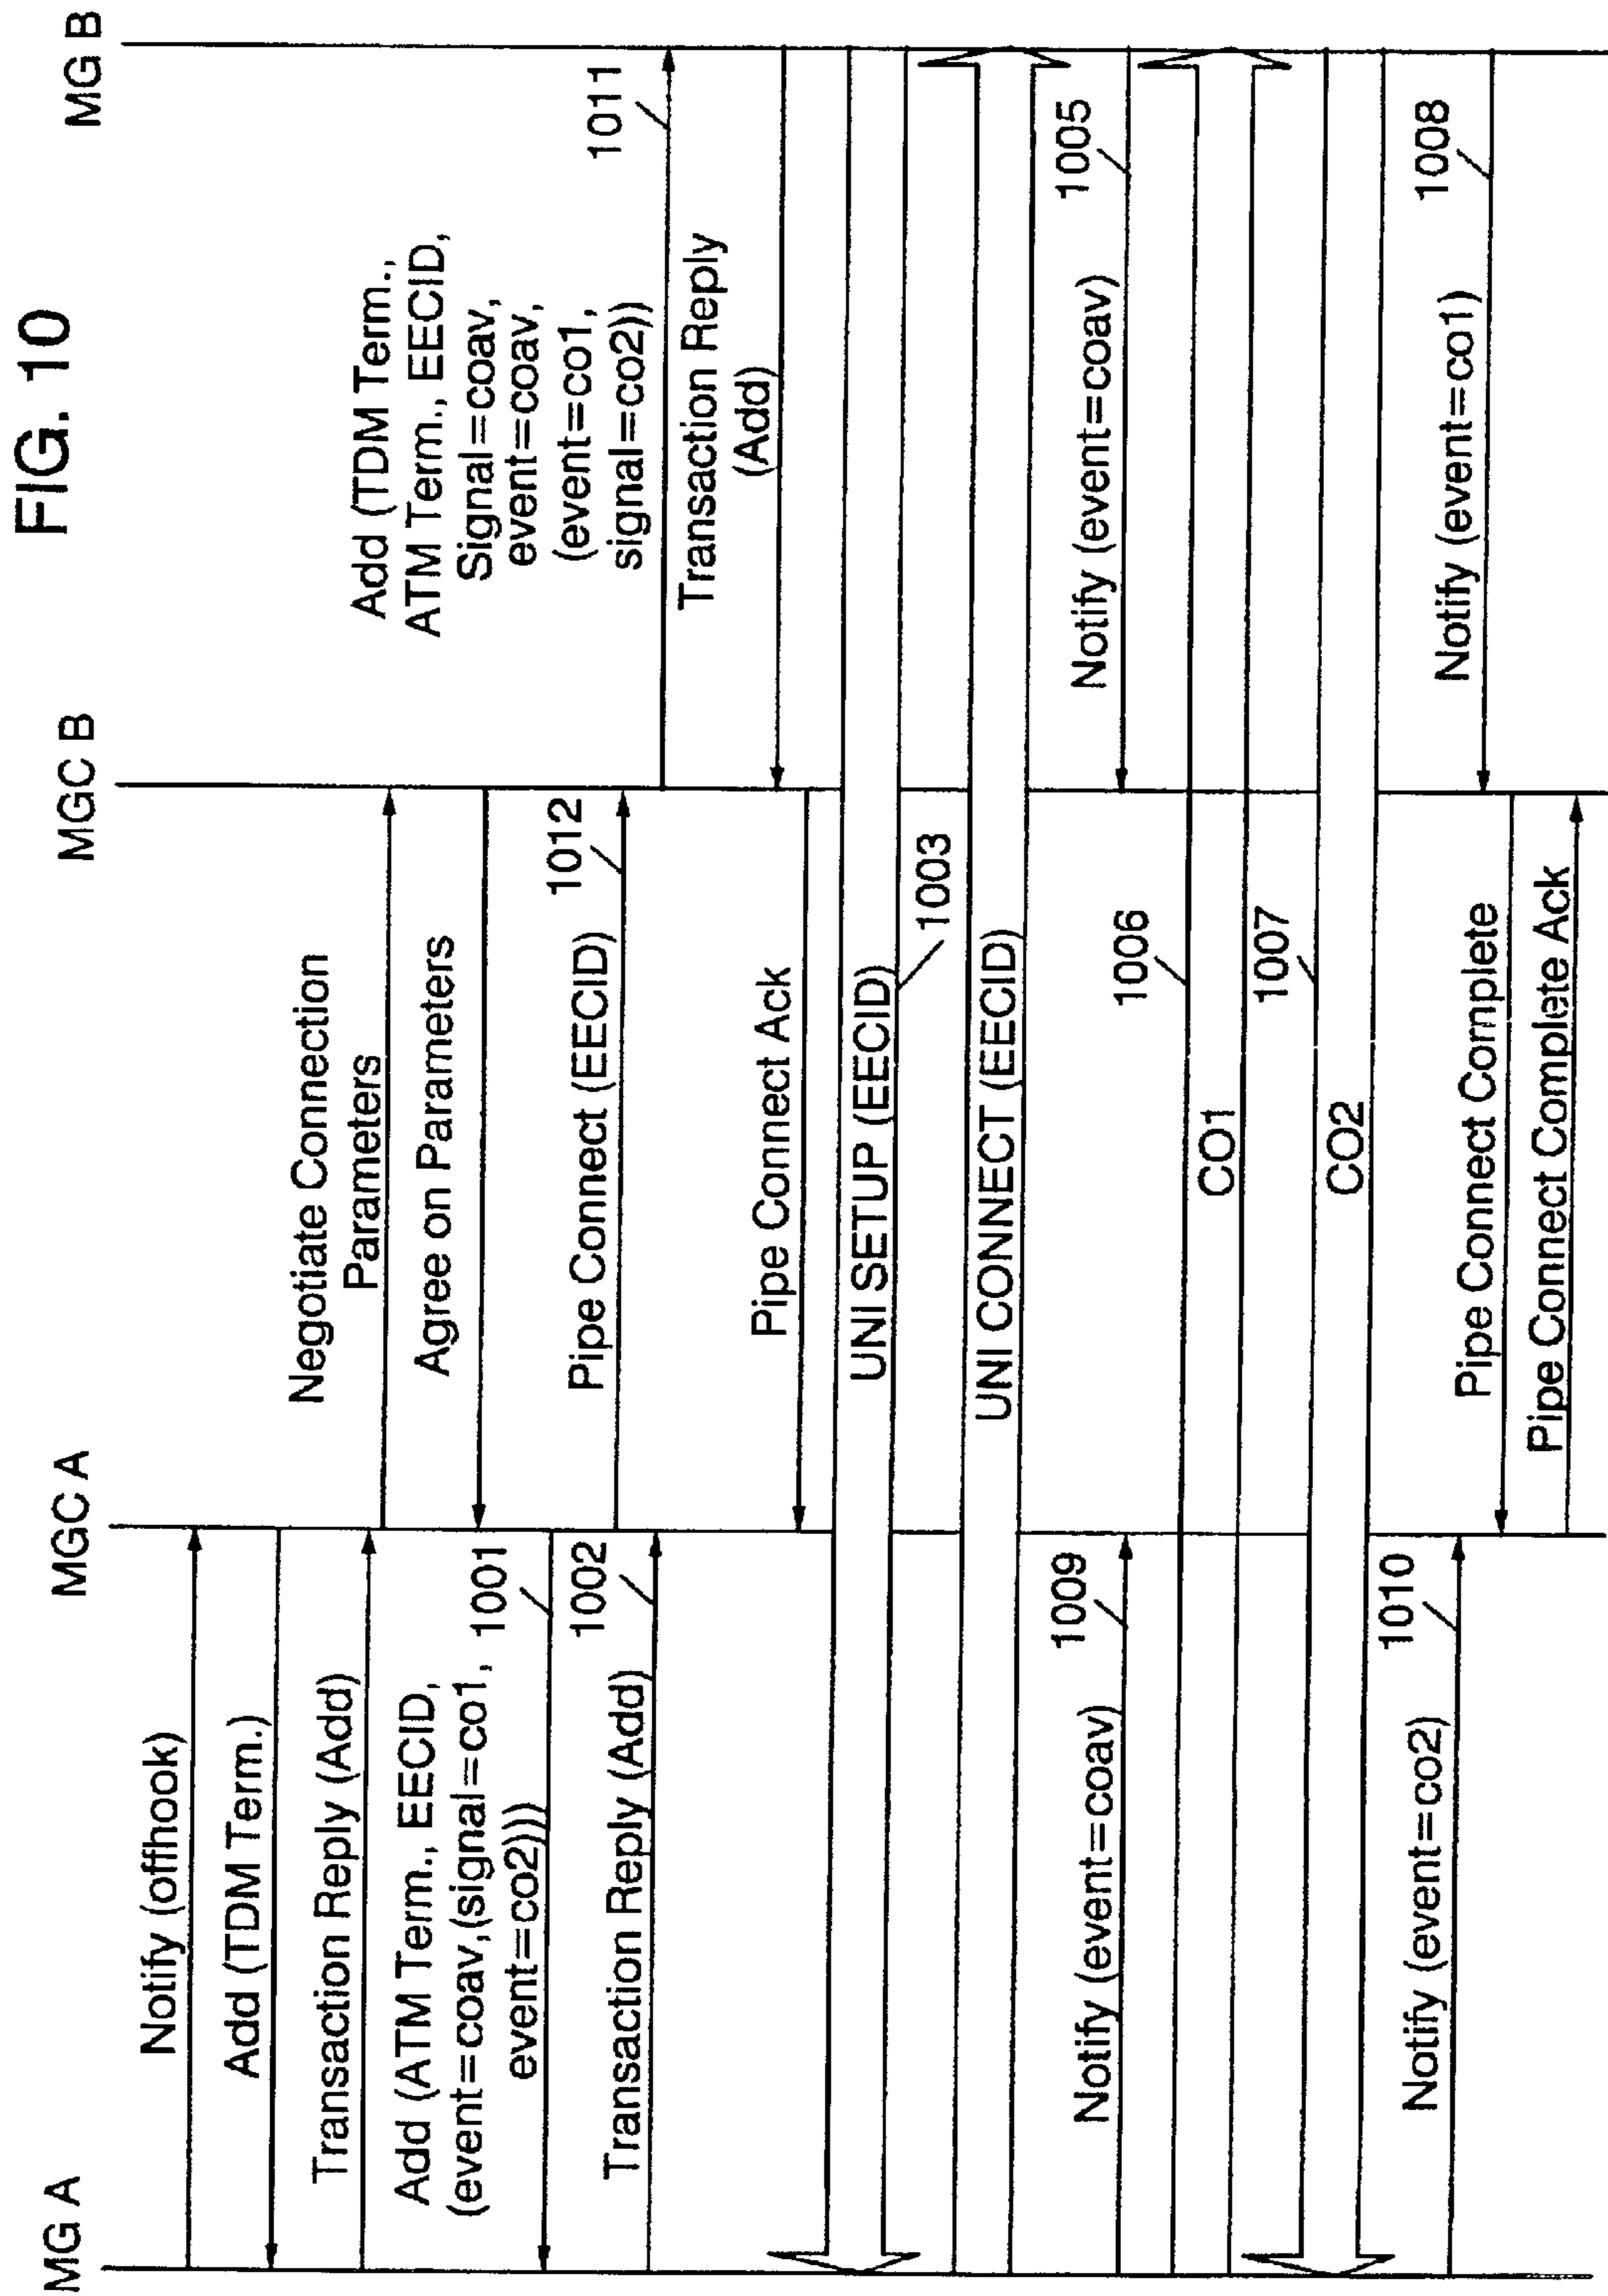 FIG. 10
MG A
MGC A
MGC B
MG B
Notify (offhook)
Add (TDM Term.)
Transaction Reply (Add)
Negotiate Connection
Parameters
Agree on Parameters
Add (ATM Term., EECID,
(event=coav,(signal=co1,
event=co2)))
1001
Pipe Connect (EECID)
1012
Transaction Reply (Add)
1002
Add (TDM Term.,
ATM Term., EECID,
Signal=coav,
event=coav,
(event=co1,
signal=co2))
1011
Transaction Reply
(Add)
Pipe Connect Ack
UNI SETUP (EECID)
1003
UNI CONNECT (EECID)
Notify (event=coav)
1009
Notify (event=coav)
1005
1006
CO1
1007
CO2
Notify (event=co2)
1010
Notify (event=co1)
1008
Pipe Connect Complete
Pipe Connect Complete Ack